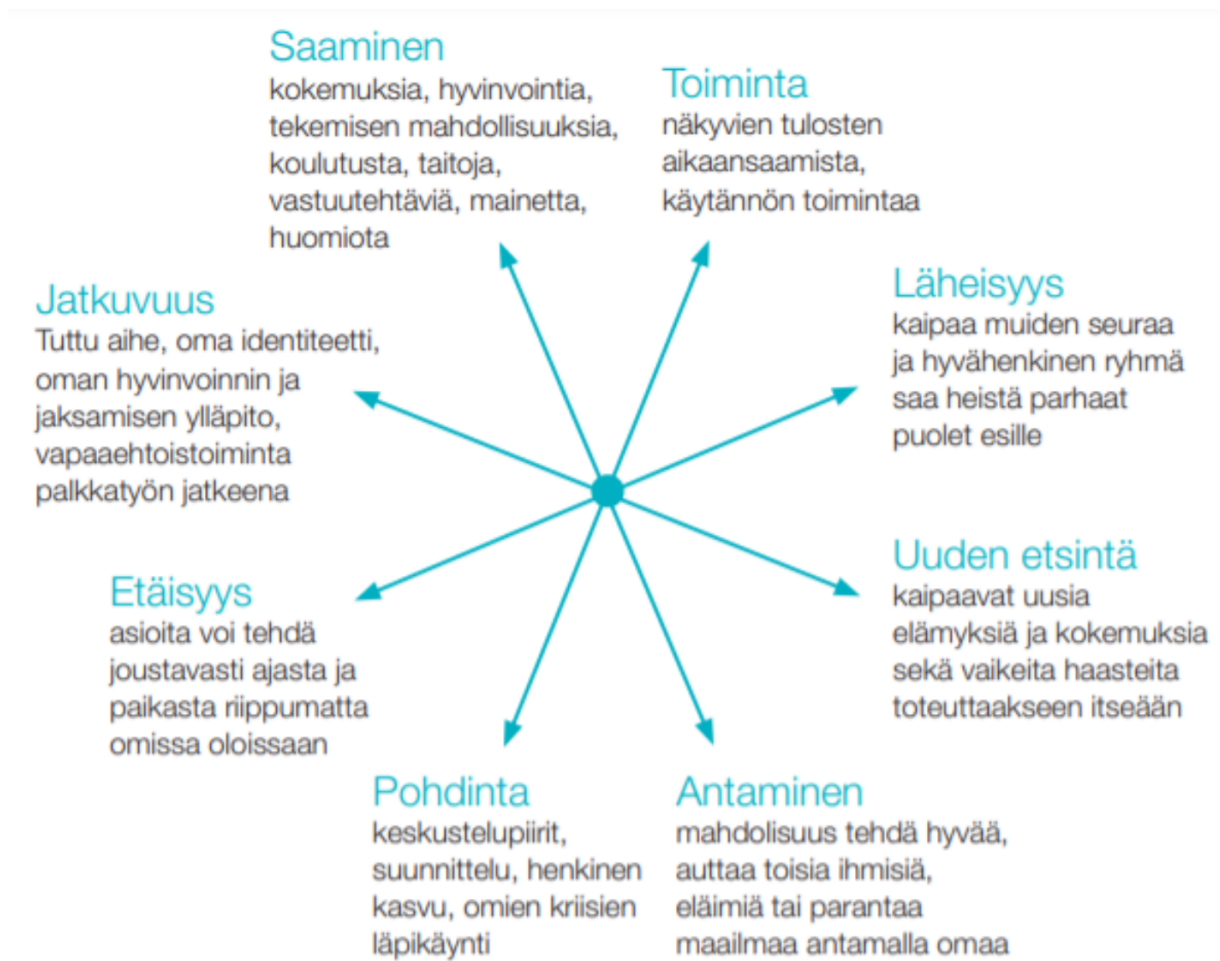 Saaminen
kokemuksia, hyvinvointia,
tekemisen mahdollisuuksia,
koulutusta, taitoja,
vastuutehtäviä, mainetta,
huomiota
Toiminta
näkyvien tulosten
aikaansaamista,
käytännön toimintaa
Jatkuvuus
Tuttu aihe, oma identiteetti,
oman hyvinvoinnin ja
jaksamisen ylläpito,
vapaaehtoistoiminta
palkkatyön jatkeena
Läheisyys
kaipaa muiden seuraa
ja hyvähenkinen ryhmä
saa heistä parhaat
puolet esille
Etäisyys
asioita voi tehdä
joustavasti ajasta ja
paikasta riippumatta
omissa oloissaan
Uuden etsintä
kaipaavat uusia
elämyksiä ja kokemuksia
sekä vaikeita haasteita
toteuttaakseen itseään
Pohdinta
keskustelupiirit,
suunnittelu, henkinen
kasvu, omien kriisien
läpikäynti
Antaminen
mahdolisuus tehdä hyvää,
auttaa toisia ihmisiä,
eläimiä tai parantaa
maailmaa antamalla omaa